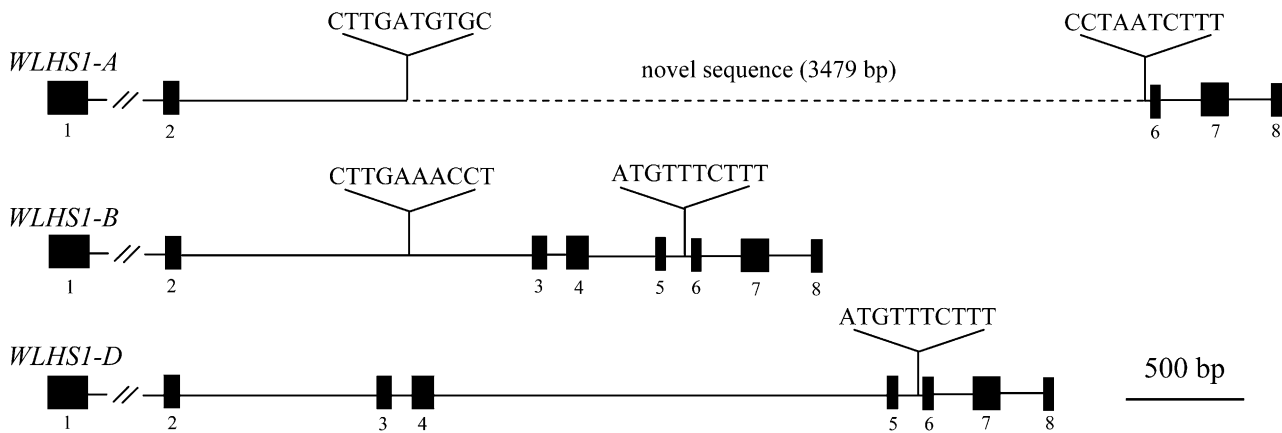 CTTGATGTGC
CCTAATCTTT
WLHS1-A
novel sequence (3479 bp)
1 2 6 7 8
CTTGAAACCT
ATGTTTCTTT
WLHS1-B
1 2 3 4 5 6 7 8
ATGTTTCTTT
WLHS1-D
500 bp
1 2 3 4 5 6 7 8